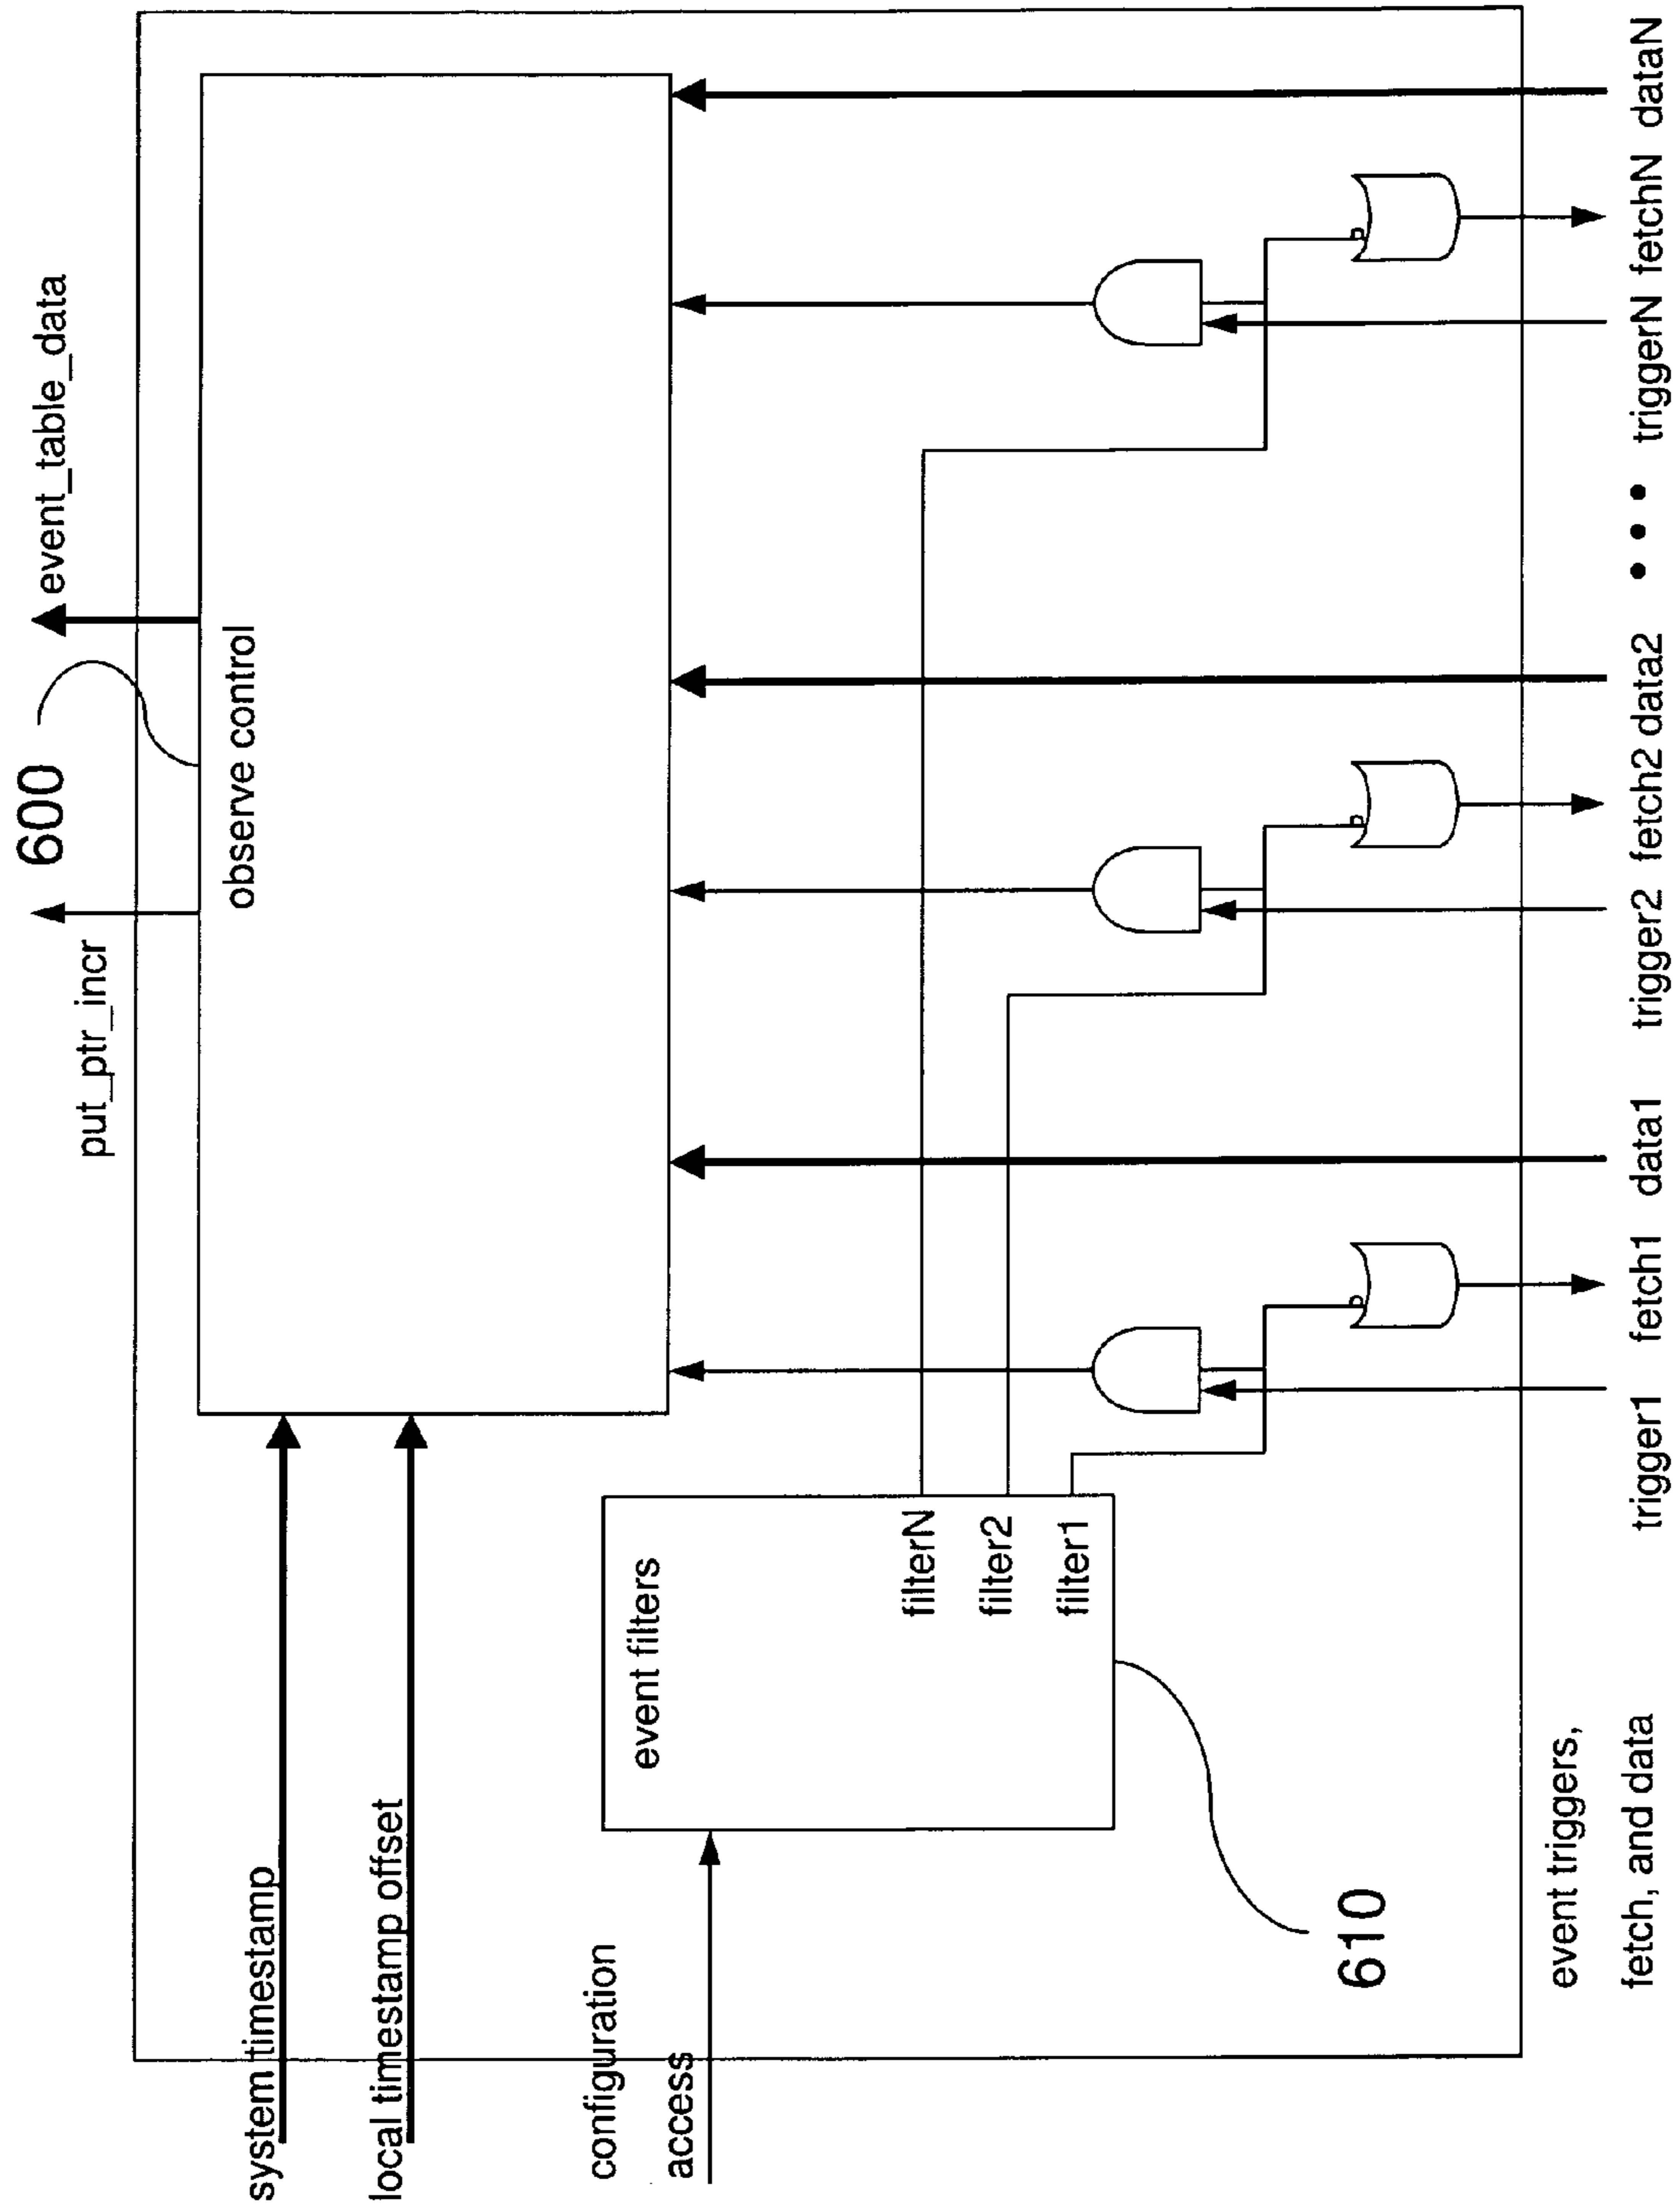 put_ptr_incr
600
event_table_data
observe control
system timestamp
local timestamp offset
configuration
access
event filters
filterN
filter2
filter1
610
event triggers,
fetch, and data
trigger1 fetch1 data1 trigger2 fetch2 data2 • • • triggerN fetchN dataN